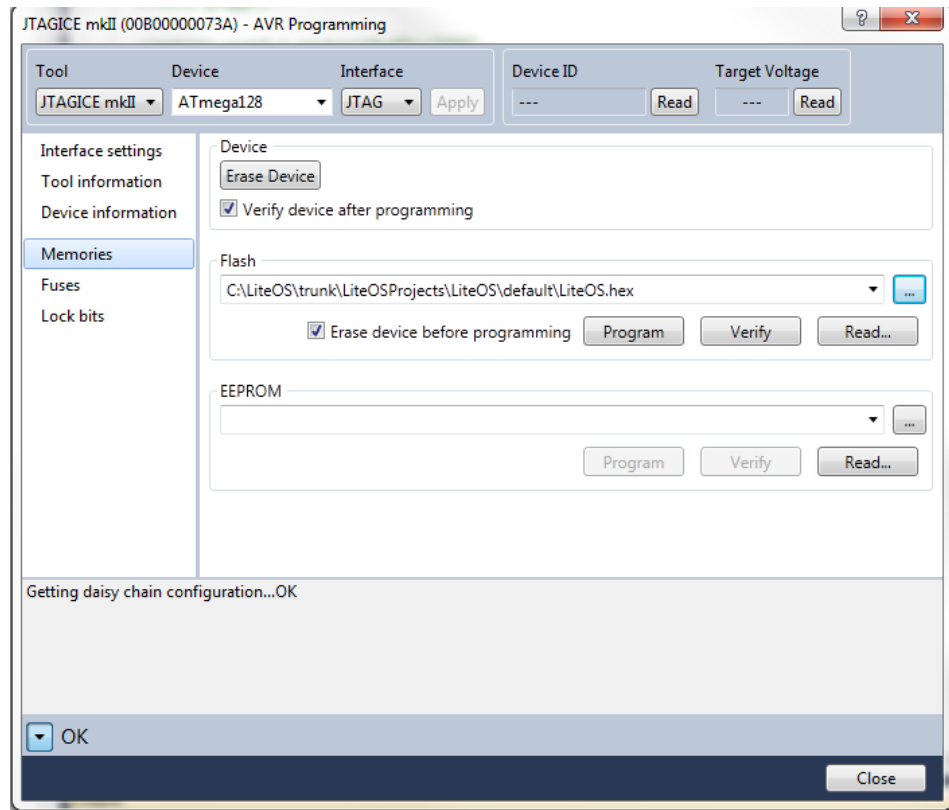 JTAGICE mkII (00B00000073A) - AVR Programming
?
Tool Device Interface Device ID Target Voltage
JTAGICE mkII ATmega128 JTAG Apply --- Read --- Read
Interface settings
Tool information
Device information
Memories
Fuses
Lock bits
Device
Erase Device
Verify device after programming
Flash
C:\LiteOS\trunk\LiteOSProjects\LiteOS\default\LiteOS.hex ...
Erase device before programming Program Verify Read...
EEPROM
...
Program Verify Read...
Getting daisy chain configuration...OK
OK
Close